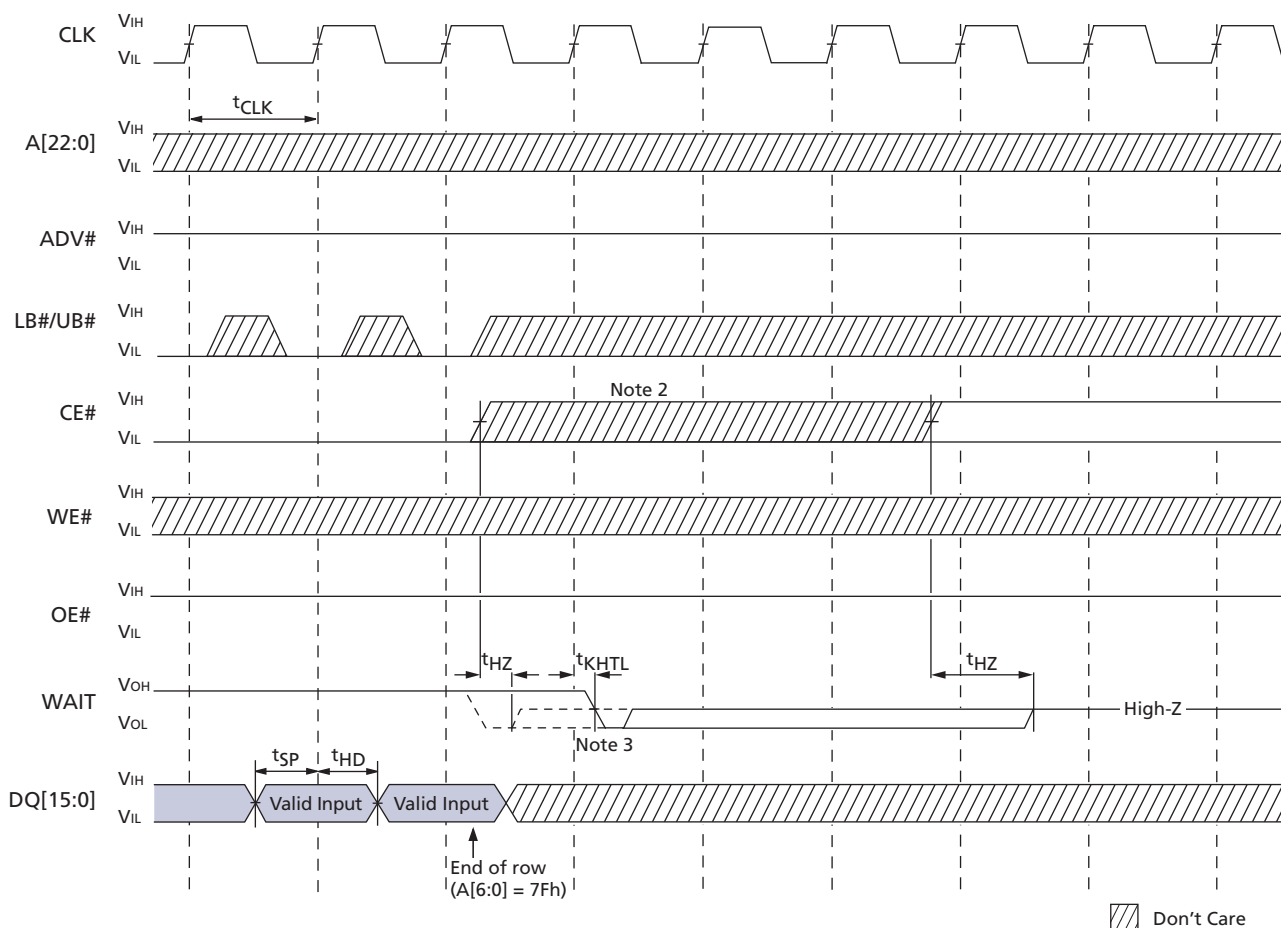 CLK
VIH
VIL
tCLK
A[22:0]
VIH
VIL
ADV#
VIH
VIL
LB#/UB#
VIH
VIL
CE#
VIH
VIL
Note 2
WE#
VIH
VIL
OE#
VIH
VIL
tHZ
tKHTL
tHZ
WAIT
VOH
VOL
High-Z
Note 3
tSP
tHD
DQ[15:0]
VIH
VIL
Valid Input
Valid Input
End of row
(A[6:0] = 7Fh)
Don't Care